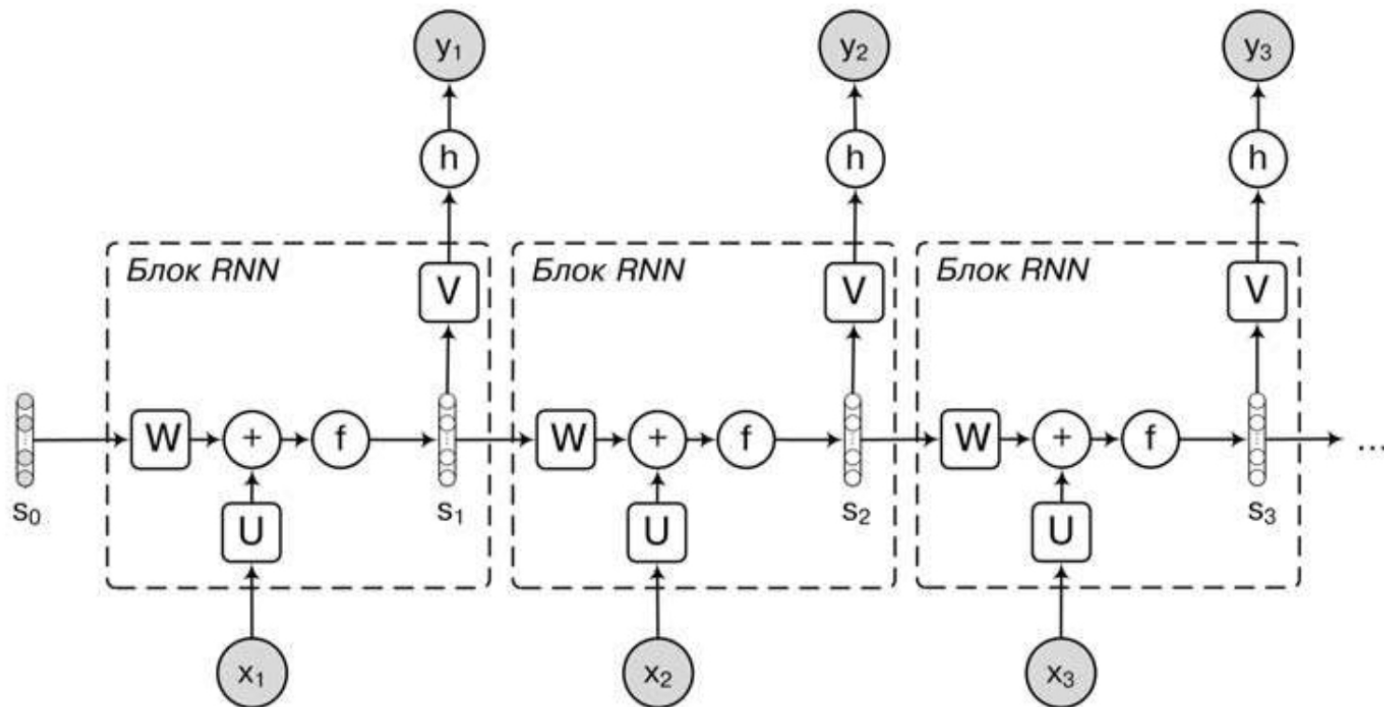 y₁ y₂ y₃
h h h
Блок RNN Блок RNN Блок RNN
V V V
W + f W + f W + f ...
s₀ s₁ s₂ s₃
U U U
x₁ x₂ x₃